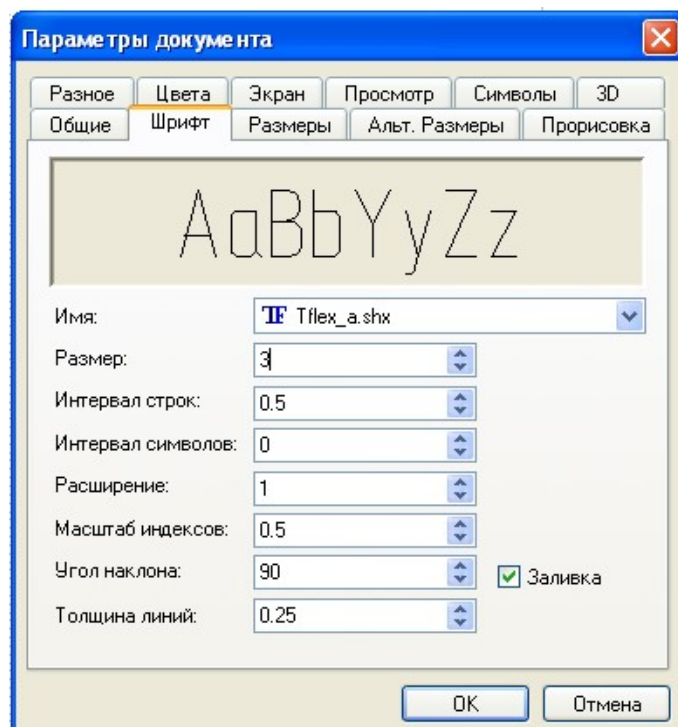 Параметры документа
Разное Цвета Экран Просмотр Символы 3D
Общие Шрифт Размеры Альт. Размеры Прорисовка
AaBbYyZz
Имя: TF Tflex_a.shx
Размер: 3
Интервал строк: 0.5
Интервал символов: 0
Расширение: 1
Масштаб индексов: 0.5
Угол наклона: 90 Заливка
Толщина линий: 0.25
OK Отмена